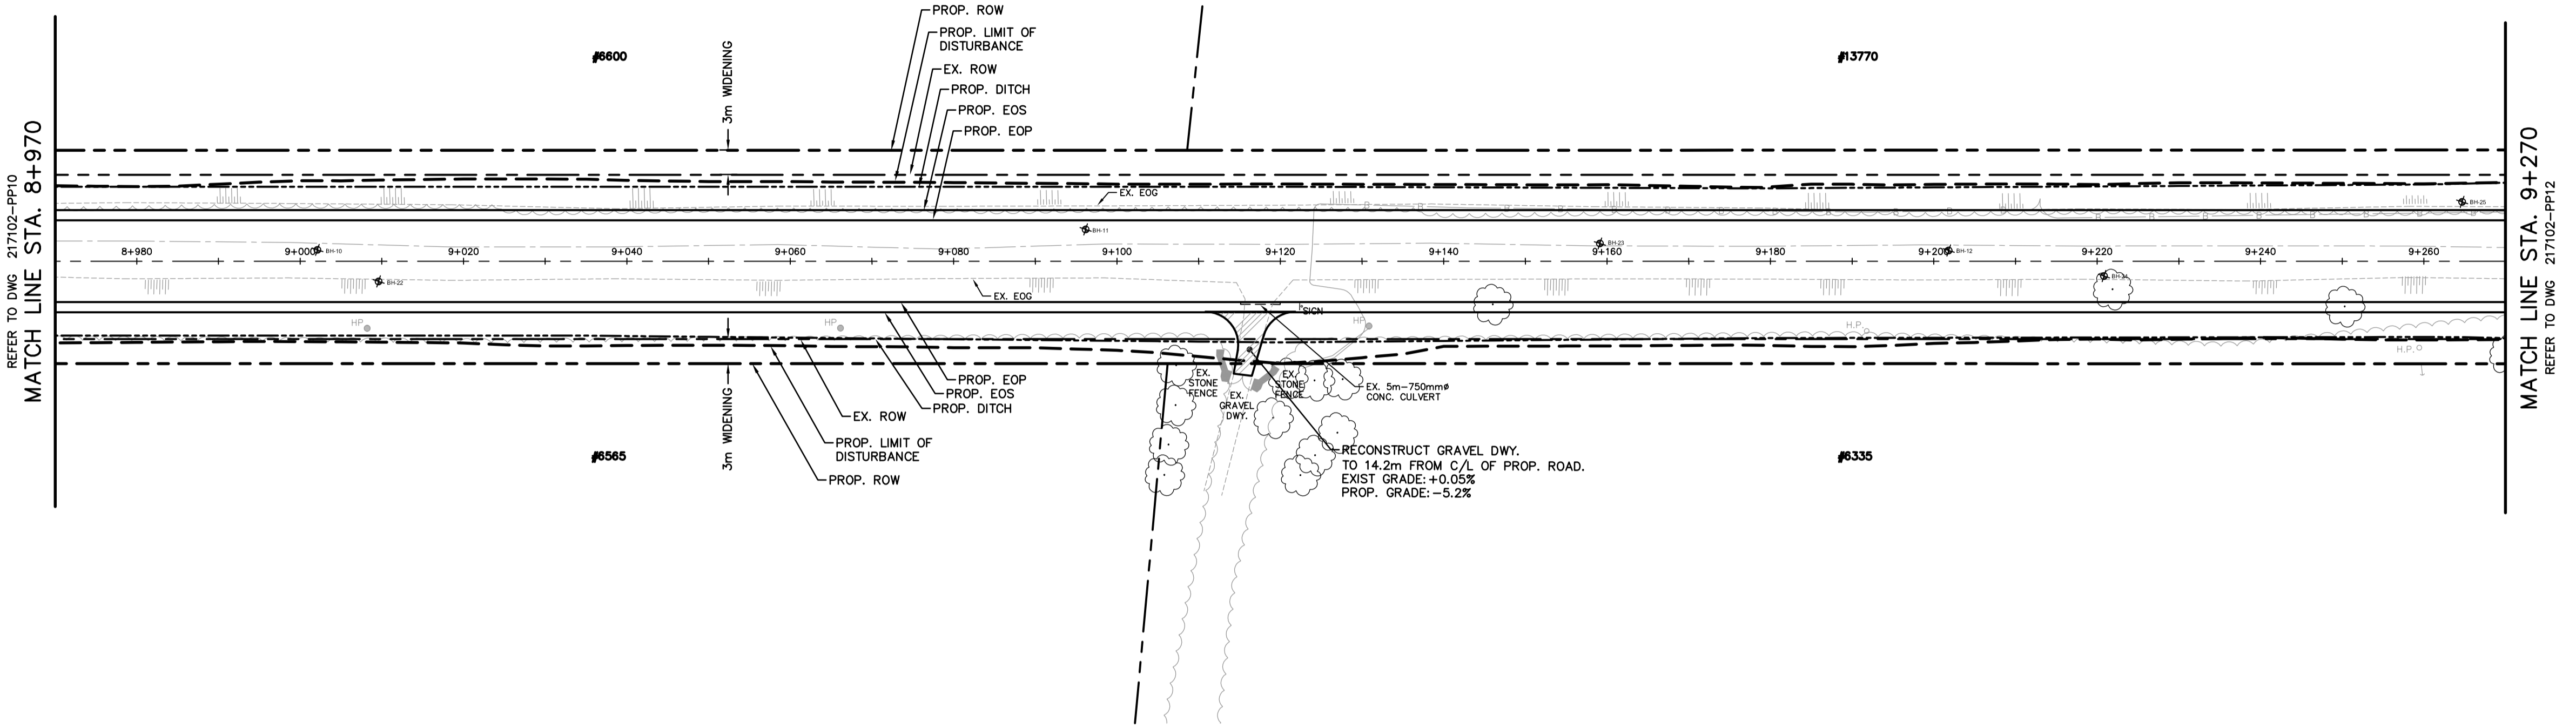 PROP. ROW
PROP. LIMIT OF
DISTURBANCE
EX. ROW
PROP. DITCH
PROP. EOS
PROP. EOP
#6600
#13770
3m WIDENING
MATCH LINE STA. 8+970
REFER TO DWG 217102-PP10
MATCH LINE STA. 9+270
REFER TO DWG 217102-PP12
EX. EOG
BH-25
BH-11
BH-23
8+980 9+000 9+020 9+040 9+060 9+080 9+100 9+120 9+140 9+160 9+180 9+200 9+220 9+240 9+260
BH-10
BH-12
BH-22
EX. EOG
SIGN
HP
HP
HP
H.P.
H.P.
EX.
STONE
FENCE
EX.
STONE
FENCE
EX.
GRAVEL
DWY.
EX. 5m-750mmø
CONC. CULVERT
PROP. EOP
PROP. EOS
PROP. DITCH
EX. ROW
PROP. LIMIT OF
DISTURBANCE
PROP. ROW
3m WIDENING
#6565
#6335
RECONSTRUCT GRAVEL DWY.
TO 14.2m FROM C/L OF PROP. ROAD.
EXIST GRADE: +0.05%
PROP. GRADE: -5.2%